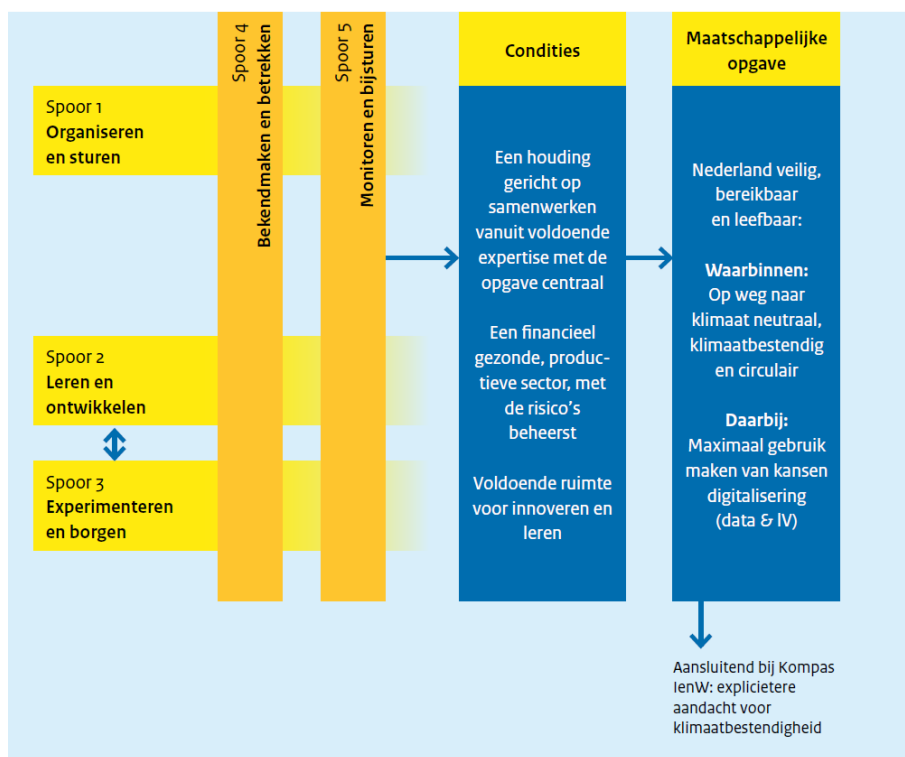 Spoor 1
Organiseren
en sturen
Spoor 2
Leren en
ontwikkelen
Spoor 3
Experimenteren
en borgen
Spoor 4
Bekendmaken en betrekken
Spoor 5
Monitoren en bijsturen
Condities
Een houding
gericht op
samenwerken
vanuit voldoende
expertise met de
opgave centraal
Een financieel
gezonde, produc-
tieve sector, met
de risico's
beheerst
Voldoende ruimte
voor innoveren en
leren
Maatschappelijke
opgave
Nederland veilig,
bereikbaar
en leefbaar:
Waarbinnen:
Op weg naar
klimaat neutraal,
klimaatbestendig
en circulair
Daarbij:
Maximaal gebruik
maken van kansen
digitalisering
(data & IV)
Aansluitend bij Kompas
IenW: explicietere
aandacht voor
klimaatbestendigheid